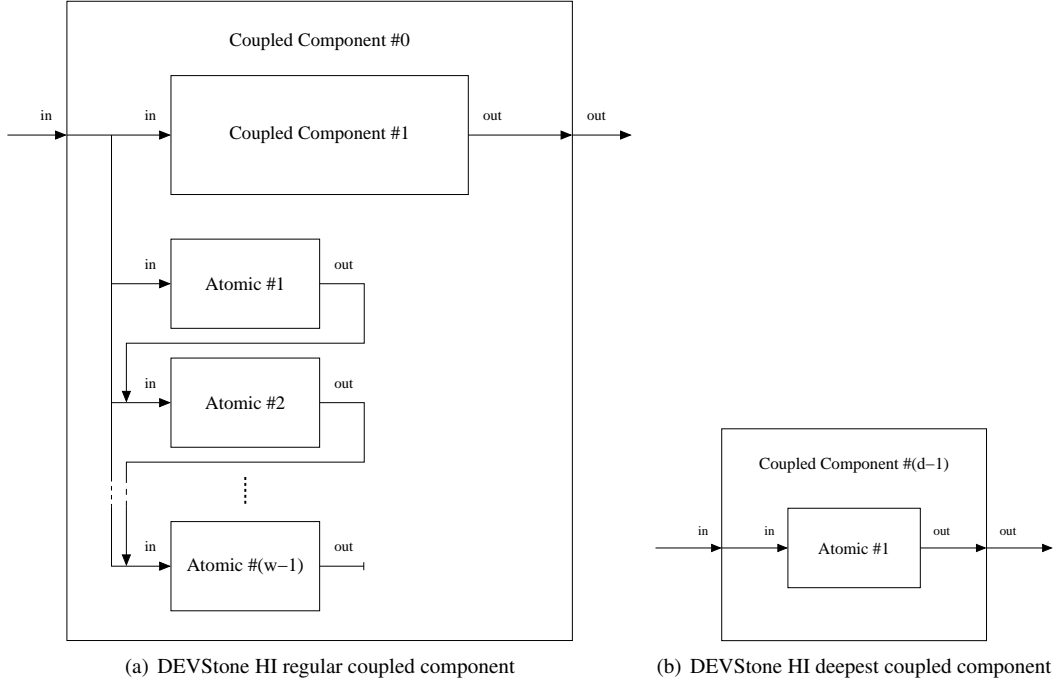 Coupled Component #0
in
in
Coupled Component #1
out
out
in
Atomic #1
out
in
Atomic #2
out
in
Atomic #(w−1)
out
(a) DEVStone HI regular coupled component
Coupled Component #(d−1)
in
in
Atomic #1
out
out
(b) DEVStone HI deepest coupled component